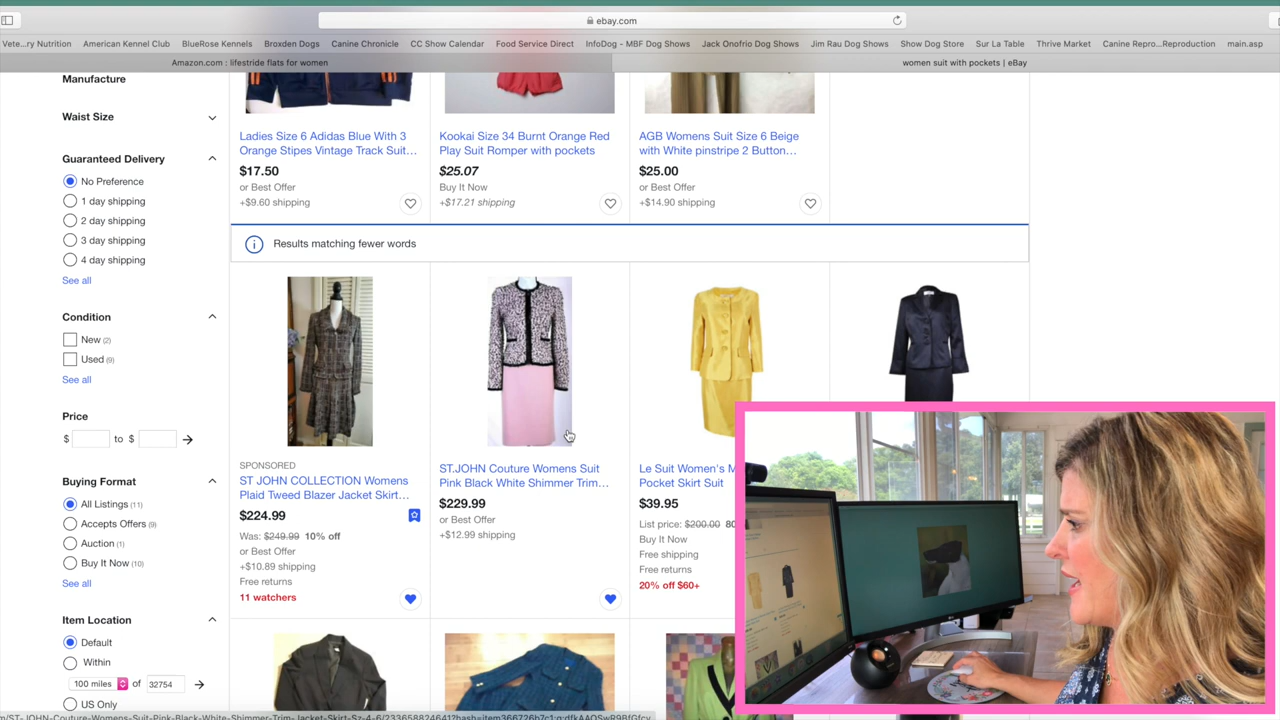 ebay.com
Vete...ry Nutrition American Kennel Club BlueRose Kennels Broxden Dogs Canine Chronicle CC Show Calendar Food Service Direct InfoDog - MBF Dog Shows Jack Onofrio Dog Shows Jim Rau Dog Shows Show Dog Store Sur La Table Thrive Market Canine Repro...Reproduction main.asp
Amazon.com : lifestride flats for women
women suit with pockets | eBay
Manufacture
Waist Size
Guaranteed Delivery
No Preference
1 day shipping
2 day shipping
3 day shipping
4 day shipping
See all
Condition
New (2)
Used (9)
See all
Price
$ to $
Buying Format
All Listings (11)
Accepts Offers (9)
Auction (1)
Buy It Now (10)
See all
Item Location
Default
Within
100 miles of 32754
US Only
Ladies Size 6 Adidas Blue With 3
Orange Stipes Vintage Track Suit...
$17.50
or Best Offer
+$9.60 shipping
Kookai Size 34 Burnt Orange Red
Play Suit Romper with pockets
$25.07
Buy It Now
+$17.21 shipping
AGB Womens Suit Size 6 Beige
with White pinstripe 2 Button...
$25.00
or Best Offer
+$14.90 shipping
Results matching fewer words
SPONSORED
ST JOHN COLLECTION Womens
Plaid Tweed Blazer Jacket Skirt...
$224.99
Was: $249.99 10% off
or Best Offer
+$10.89 shipping
Free returns
11 watchers
ST.JOHN Couture Womens Suit
Pink Black White Shimmer Trim...
$229.99
or Best Offer
+$12.99 shipping
Le Suit Women's M
Pocket Skirt Suit
$39.95
List price: $200.00 80
Buy It Now
Free shipping
Free returns
20% off $60+